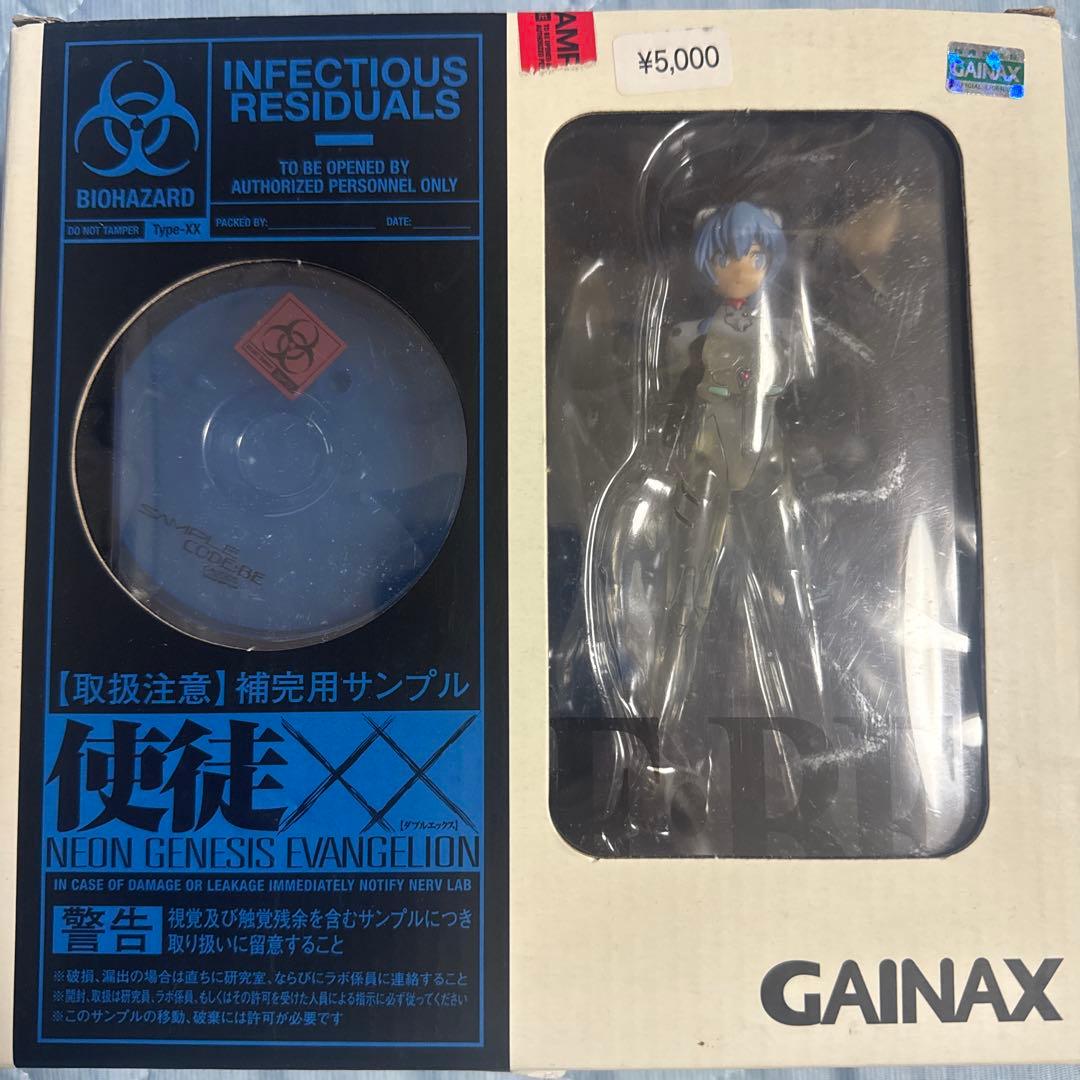 BIOHAZARD
INFECTIOUS
RESIDUALS
TO BE OPENED BY
AUTHORIZED PERSONNEL ONLY
DO NOT TAMPER
Type-XX
PACKED BY:
DATE:
SAMPLE
CODE:BE
【取扱注意】補完用サンプル
使徒XX
【ダブルエックス】
NEON GENESIS EVANGELION
IN CASE OF DAMAGE OR LEAKAGE IMMEDIATELY NOTIFY NERV LAB
警告
視覚及び触覚残余を含むサンプルにつき
取り扱いに留意すること
※破損、漏出の場合は直ちに研究室、ならびにラボ係員に連絡すること
※開封、取扱は研究員、ラボ係員、もしくはその許可を受けた人員による指示に必ず従ってください
※このサンプルの移動、破棄には許可が必要です
¥5,000
GAINAX
GAINAX